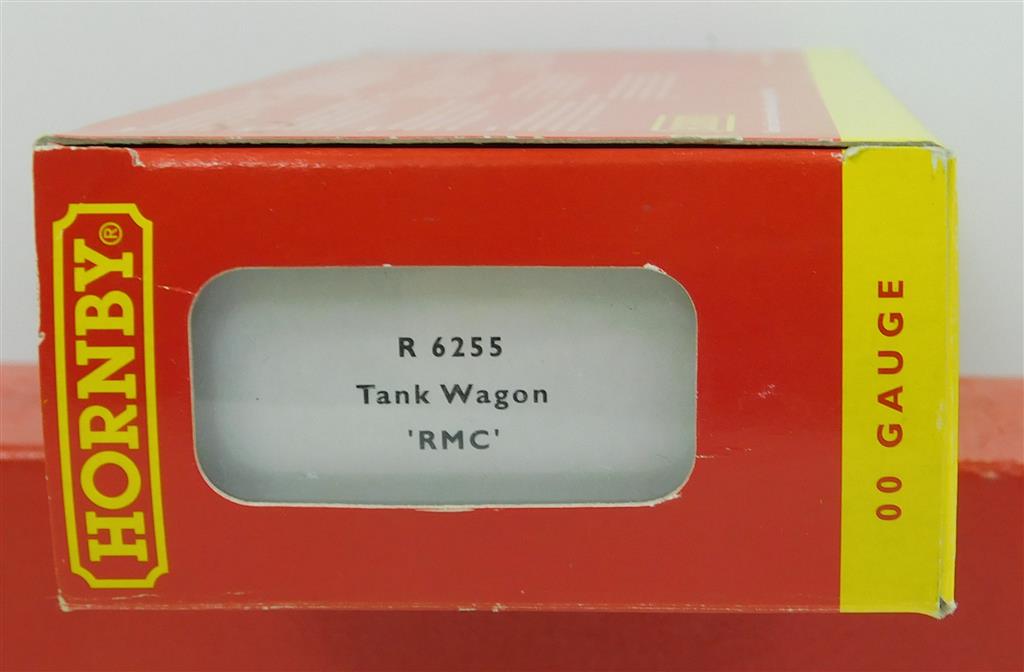 HORNBY®
R 6255
Tank Wagon
'RMC'
00 GAUGE